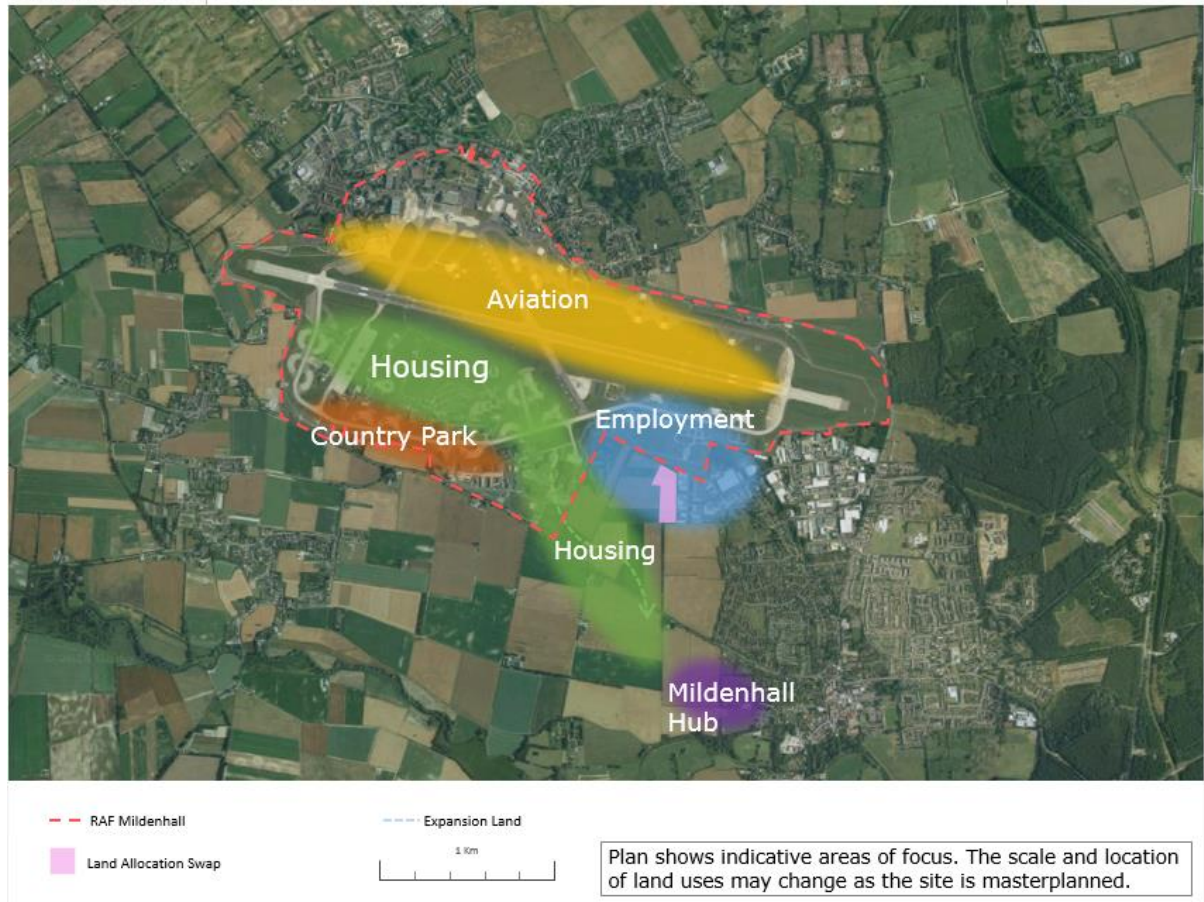 Aviation
Housing
Employment
Country Park
Housing
Mildenhall
Hub
RAF Mildenhall
Expansion Land
Land Allocation Swap
1 Km
Plan shows indicative areas of focus. The scale and location
of land uses may change as the site is masterplanned.